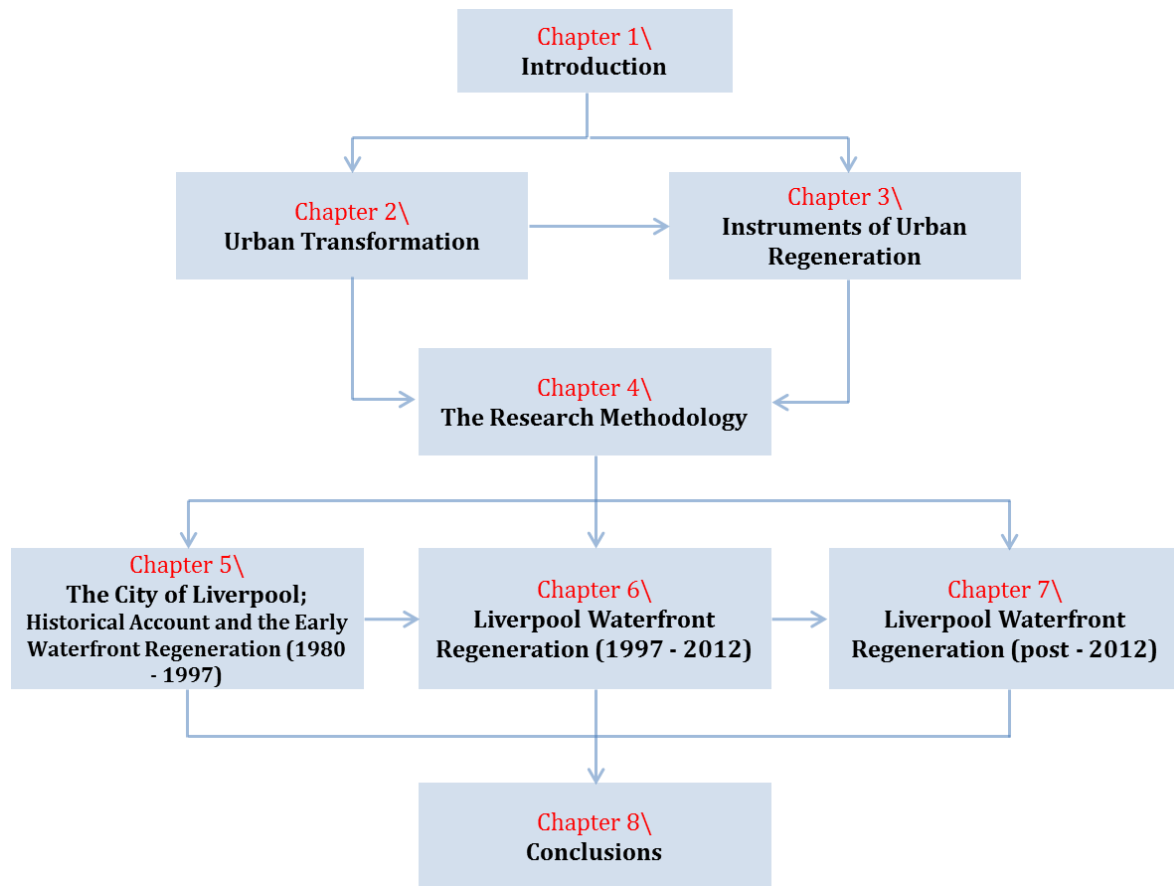 Chapter 1\
Introduction
Chapter 2\
Urban Transformation
Chapter 3\
Instruments of Urban
Regeneration
Chapter 4\
The Research Methodology
Chapter 5\
The City of Liverpool;
Historical Account and the Early
Waterfront Regeneration (1980
- 1997)
Chapter 6\
Liverpool Waterfront
Regeneration (1997 - 2012)
Chapter 7\
Liverpool Waterfront
Regeneration (post - 2012)
Chapter 8\
Conclusions